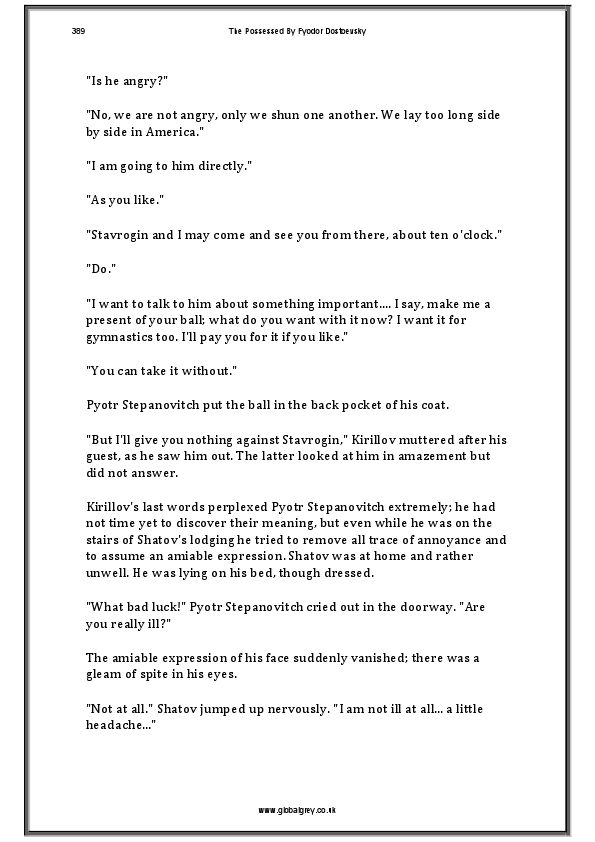 389
The Possessed By Fyodor Dostoevsky
"Is he angry?"
"No, we are not angry, only we shun one another. We lay too long side
by side in America."
"I am going to him directly."
"As you like."
"Stavrogin and I may come and see you from there, about ten o'clock."
"Do."
"I want to talk to him about something important.... I say, make me a
present of your ball; what do you want with it now? I want it for
gymnastics too. I'll pay you for it if you like."
"You can take it without."
Pyotr Stepanovitch put the ball in the back pocket of his coat.
"But I'll give you nothing against Stavrogin," Kirillov muttered after his
guest, as he saw him out. The latter looked at him in amazement but
did not answer.
Kirillov's last words perplexed Pyotr Stepanovitch extremely; he had
not time yet to discover their meaning, but even while he was on the
stairs of Shatov's lodging he tried to remove all trace of annoyance and
to assume an amiable expression. Shatov was at home and rather
unwell. He was lying on his bed, though dressed.
"What bad luck!" Pyotr Stepanovitch cried out in the doorway. "Are
you really ill?"
The amiable expression of his face suddenly vanished; there was a
gleam of spite in his eyes.
"Not at all." Shatov jumped up nervously. "I am not ill at all... a little
headache..."
www.globalgrey.co.uk